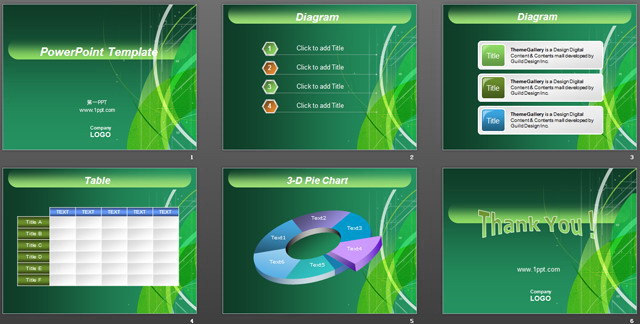 PowerPoint Template
第一PPT
www.1ppt.com
Company
LOGO
1
Diagram
1 Click to add Title
2 Click to add Title
3 Click to add Title
4 Click to add Title
2
Diagram
Title
ThemeGallery is a Design Digital
Content & Contents mall developed by
Guild Design Inc.
Title
ThemeGallery is a Design Digital
Content & Contents mall developed by
Guild Design Inc.
Title
ThemeGallery is a Design Digital
Content & Contents mall developed by
Guild Design Inc.
3
Table
TEXT TEXT TEXT TEXT TEXT
Title A
Title B
Title C
Title D
Title E
Title F
4
3-D Pie Chart
Text2
Text1
Text3
Text4
Text6
Text5
5
Thank You !
www.1ppt.com
Company
LOGO
6